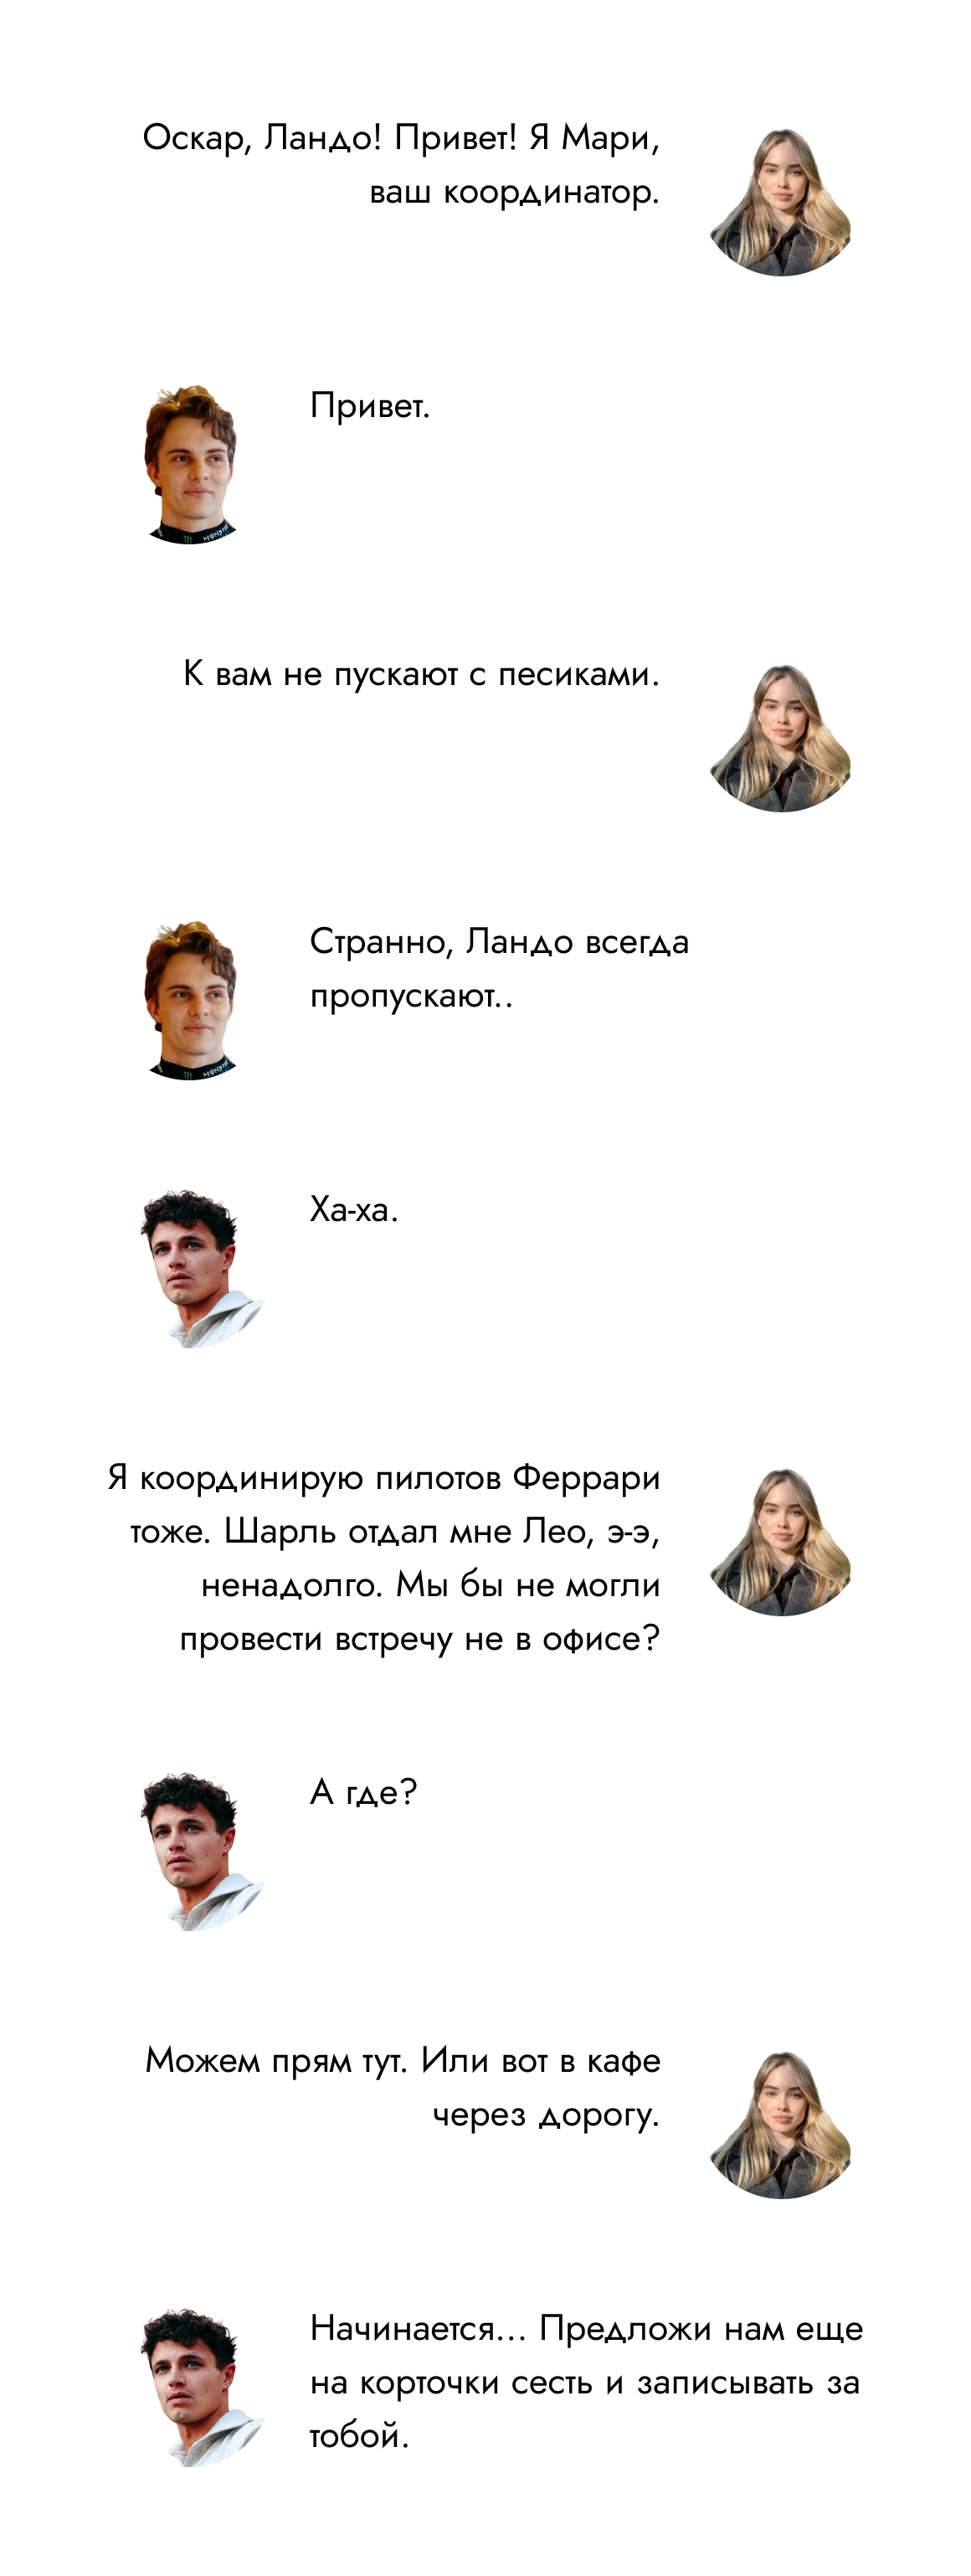 Оскар, Ландо! Привет! Я Мари,
ваш координатор.
Привет.
К вам не пускают с песиками.
Странно, Ландо всегда
пропускают..
Ха-ха.
Я координирую пилотов Феррари
тоже. Шарль отдал мне Лео, э-э,
ненадолго. Мы бы не могли
провести встречу не в офисе?
А где?
Можем прям тут. Или вот в кафе
через дорогу.
Начинается... Предложи нам еще
на корточки сесть и записывать за
тобой.